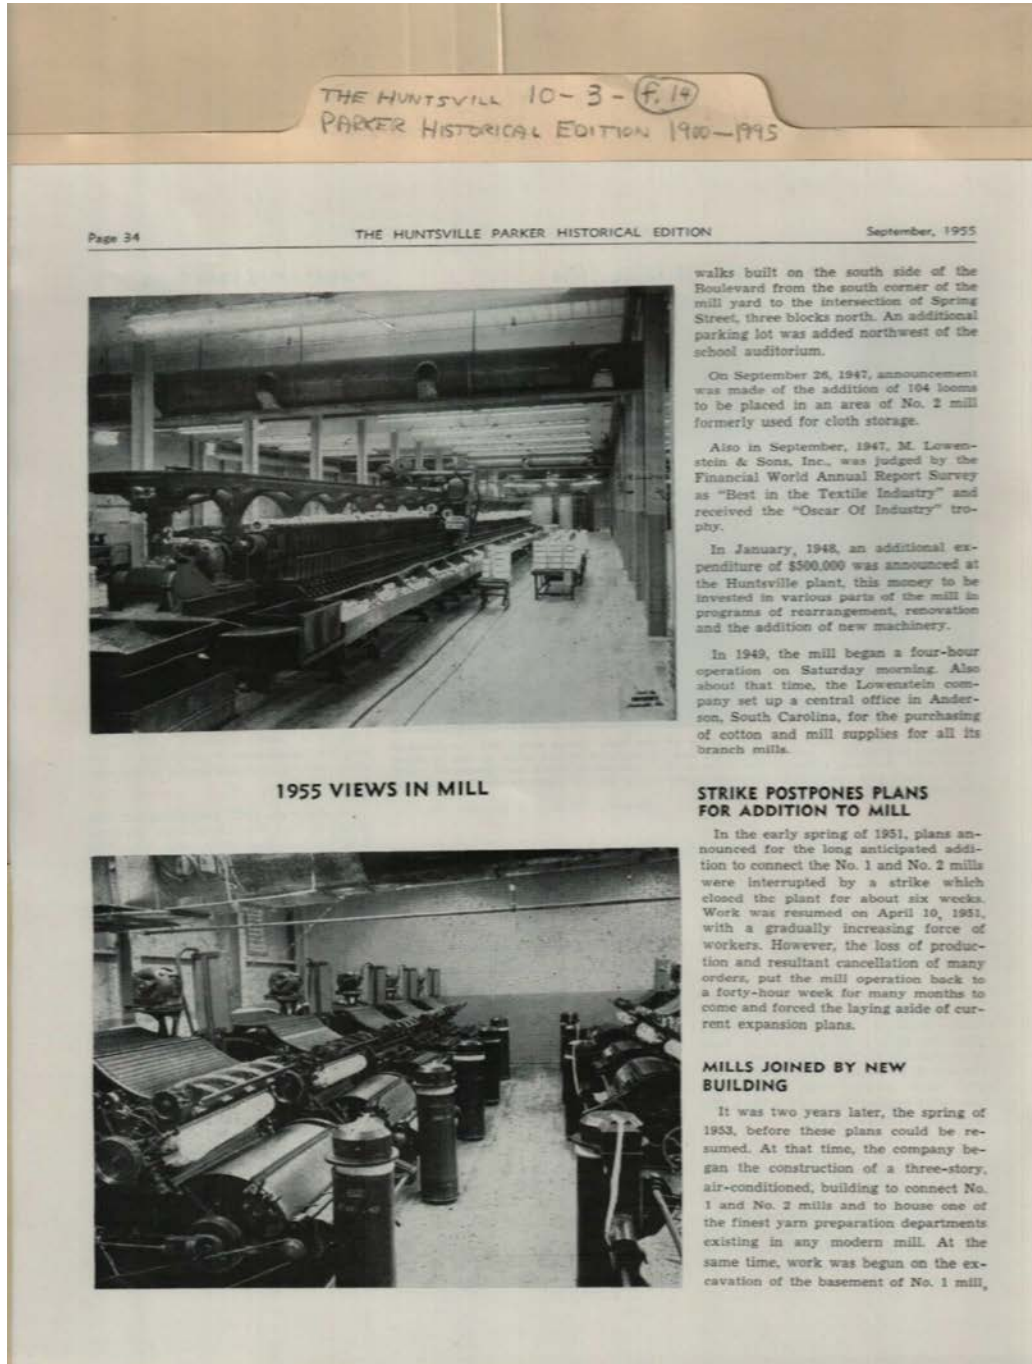 THE HUNTSVILL 10-3-f.14
PARKER HISTORICAL EDITION 1900-1995
Page 34
THE HUNTSVILLE PARKER HISTORICAL EDITION
September, 1955
walks built on the south side of the
Boulevard from the south corner of the
mill yard to the intersection of Spring
Street, three blocks north. An additional
parking lot was added northwest of the
school auditorium.
On September 26, 1947, announcement
was made of the addition of 104 looms
to be placed in an area of No. 2 mill
formerly used for cloth storage.
Also in September, 1947, M. Lowen-
stein & Sons, Inc., was judged by the
Financial World Annual Report Survey
as "Best in the Textile Industry" and
received the "Oscar Of Industry" tro-
phy.
In January, 1948, an additional ex-
penditure of $500,000 was announced at
the Huntsville plant, this money to be
invested in various parts of the mill in
programs of rearrangement, renovation
and the addition of new machinery.
In 1949, the mill began a four-hour
operation on Saturday morning. Also
about that time, the Lowenstein com-
pany set up a central office in Ander-
son, South Carolina, for the purchasing
of cotton and mill supplies for all its
branch mills.
1955 VIEWS IN MILL
STRIKE POSTPONES PLANS
FOR ADDITION TO MILL
In the early spring of 1951, plans an-
nounced for the long anticipated addi-
tion to connect the No. 1 and No. 2 mills
were interrupted by a strike which
closed the plant for about six weeks.
Work was resumed on April 10, 1951,
with a gradually increasing force of
workers. However, the loss of produc-
tion and resultant cancellation of many
orders, put the mill operation back to
a forty-hour week for many months to
come and forced the laying aside of cur-
rent expansion plans.
MILLS JOINED BY NEW
BUILDING
It was two years later, the spring of
1953, before these plans could be re-
sumed. At that time, the company be-
gan the construction of a three-story,
air-conditioned, building to connect No.
1 and No. 2 mills and to house one of
the finest yarn preparation departments
existing in any modern mill. At the
same time, work was begun on the ex-
cavation of the basement of No. 1 mill,